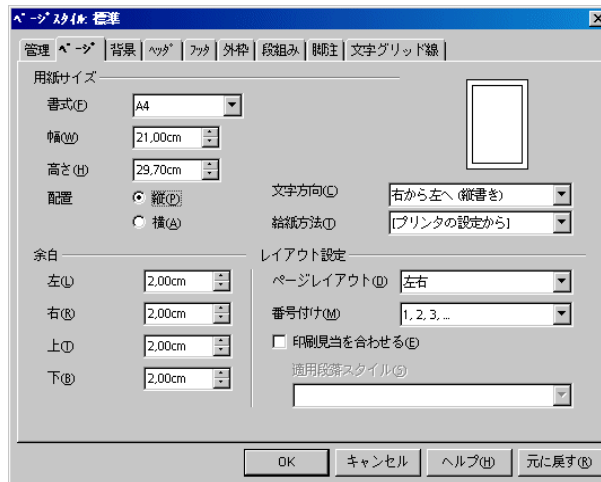 ページスタイル: 標準
管理 ページ 背景 ヘッダ フッタ 外枠 段組み 脚注 文字グリッド線
用紙サイズ
書式(F) A4
幅(W) 21,00cm
高さ(H) 29,70cm
配置 縦(P) 文字方向(C) 右から左へ (縦書き)
横(A) 給紙方法(T) [プリンタの設定から]
余白 レイアウト設定
左(L) 2,00cm ページレイアウト(D) 左右
右(R) 2,00cm 番号付け(M) 1, 2, 3, ...
上(T) 2,00cm 印刷見当を合わせる(E)
適用段落スタイル(S)
下(B) 2,00cm
OK キャンセル ヘルプ(H) 元に戻す(R)